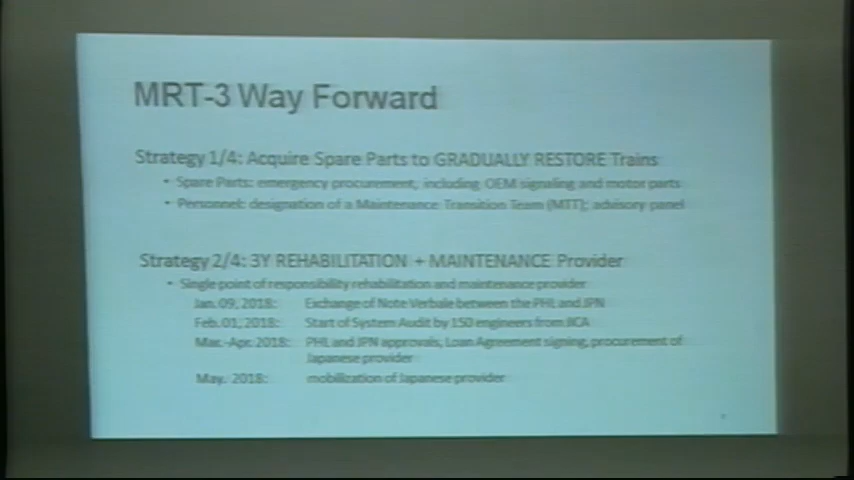 MRT-3 Way Forward
Strategy 1/4: Acquire Spare Parts to GRADUALLY RESTORE Trains
• Spare Parts: emergency procurement, including OEM signaling and motor parts
• Personnel: designation of a Maintenance Transition Team (MTT); advisory panel
Strategy 2/4: 3Y REHABILITATION + MAINTENANCE Provider
• Single point of responsibility rehabilitation and maintenance provider
Jan. 09, 2018: Exchange of Note Verbale between the PHL and JPN
Feb. 01, 2018: Start of System Audit by 150 engineers from JICA
Mar.-Apr. 2018: PHL and JPN approvals, Loan Agreement signing, procurement of
Japanese provider
May. 2018: mobilization of Japanese provider